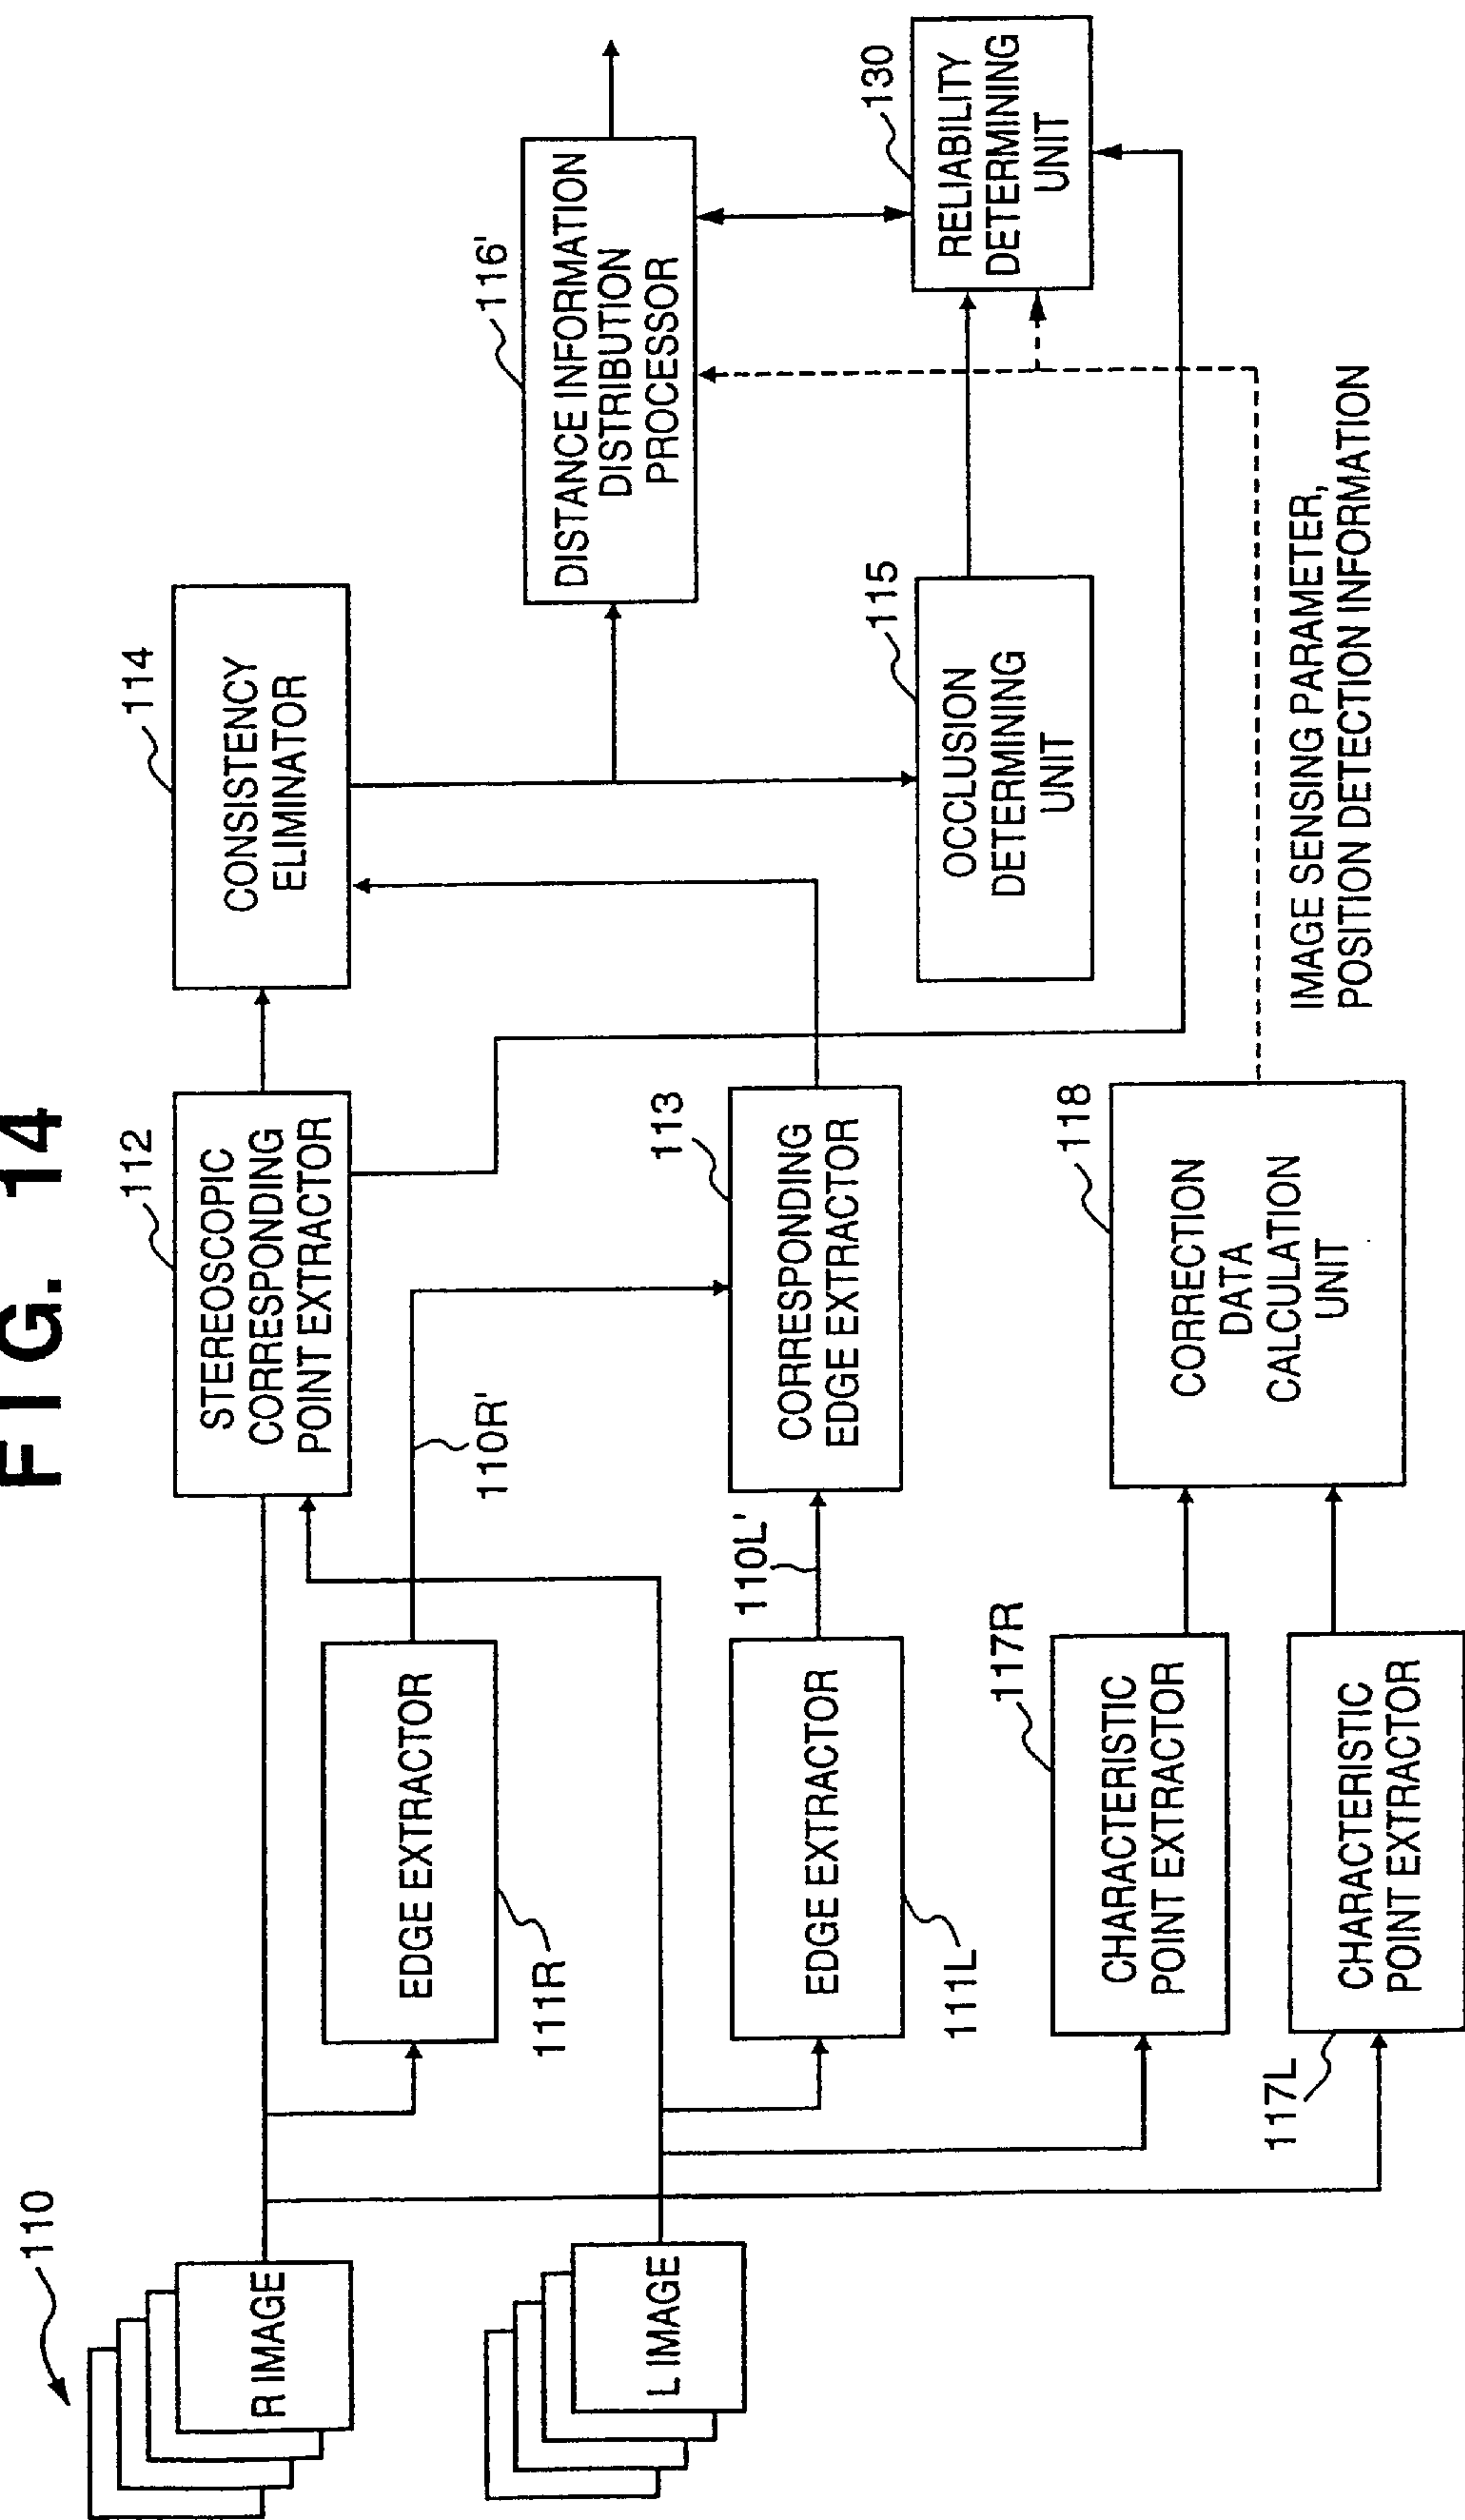 FIG. 14
110
R IMAGE
L IMAGE
EDGE EXTRACTOR
111R
EDGE EXTRACTOR
111L
117R
CHARACTERISTIC
POINT EXTRACTOR
117L
CHARACTERISTIC
POINT EXTRACTOR
110R'
110L'
112
STEREOSCOPIC
CORRESPONDING
POINT EXTRACTOR
113
CORRESPONDING
EDGE EXTRACTOR
118
CORRECTION
DATA
CALCULATION
UNIT
114
CONSISTENCY
ELIMINATOR
115
OCCLUSION
DETERMINING
UNIT
IMAGE SENSING PARAMETER,
POSITION DETECTION INFORMATION
116'
DISTANCE INFORMATION
DISTRIBUTION
PROCESSOR
130
RELIABILITY
DETERMINING
UNIT